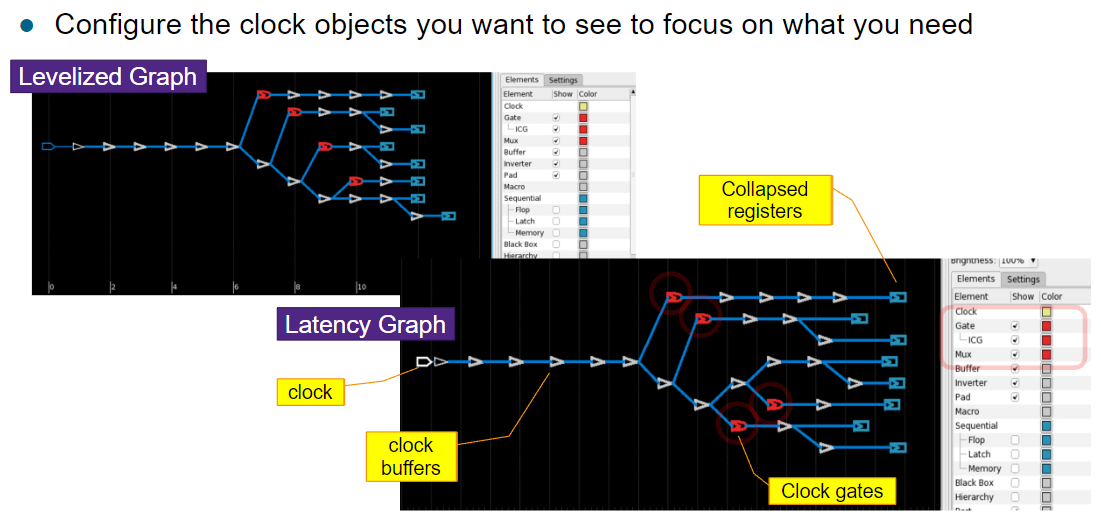 Configure the clock objects you want to see to focus on what you need
Levelized Graph
Elements Settings
Element Show Color
Clock
Gate
ICG
Mux
Buffer
Inverter
Pad
Macro
Sequential
Flop
Latch
Memory
Black Box
Hierarchy
0 2 4 6 8 10
Collapsed
registers
Latency Graph
clock
clock
buffers
Clock gates
Brightness: 100%
Elements Settings
Element Show Color
Clock
Gate
ICG
Mux
Buffer
Inverter
Pad
Macro
Sequential
Flop
Latch
Memory
Black Box
Hierarchy